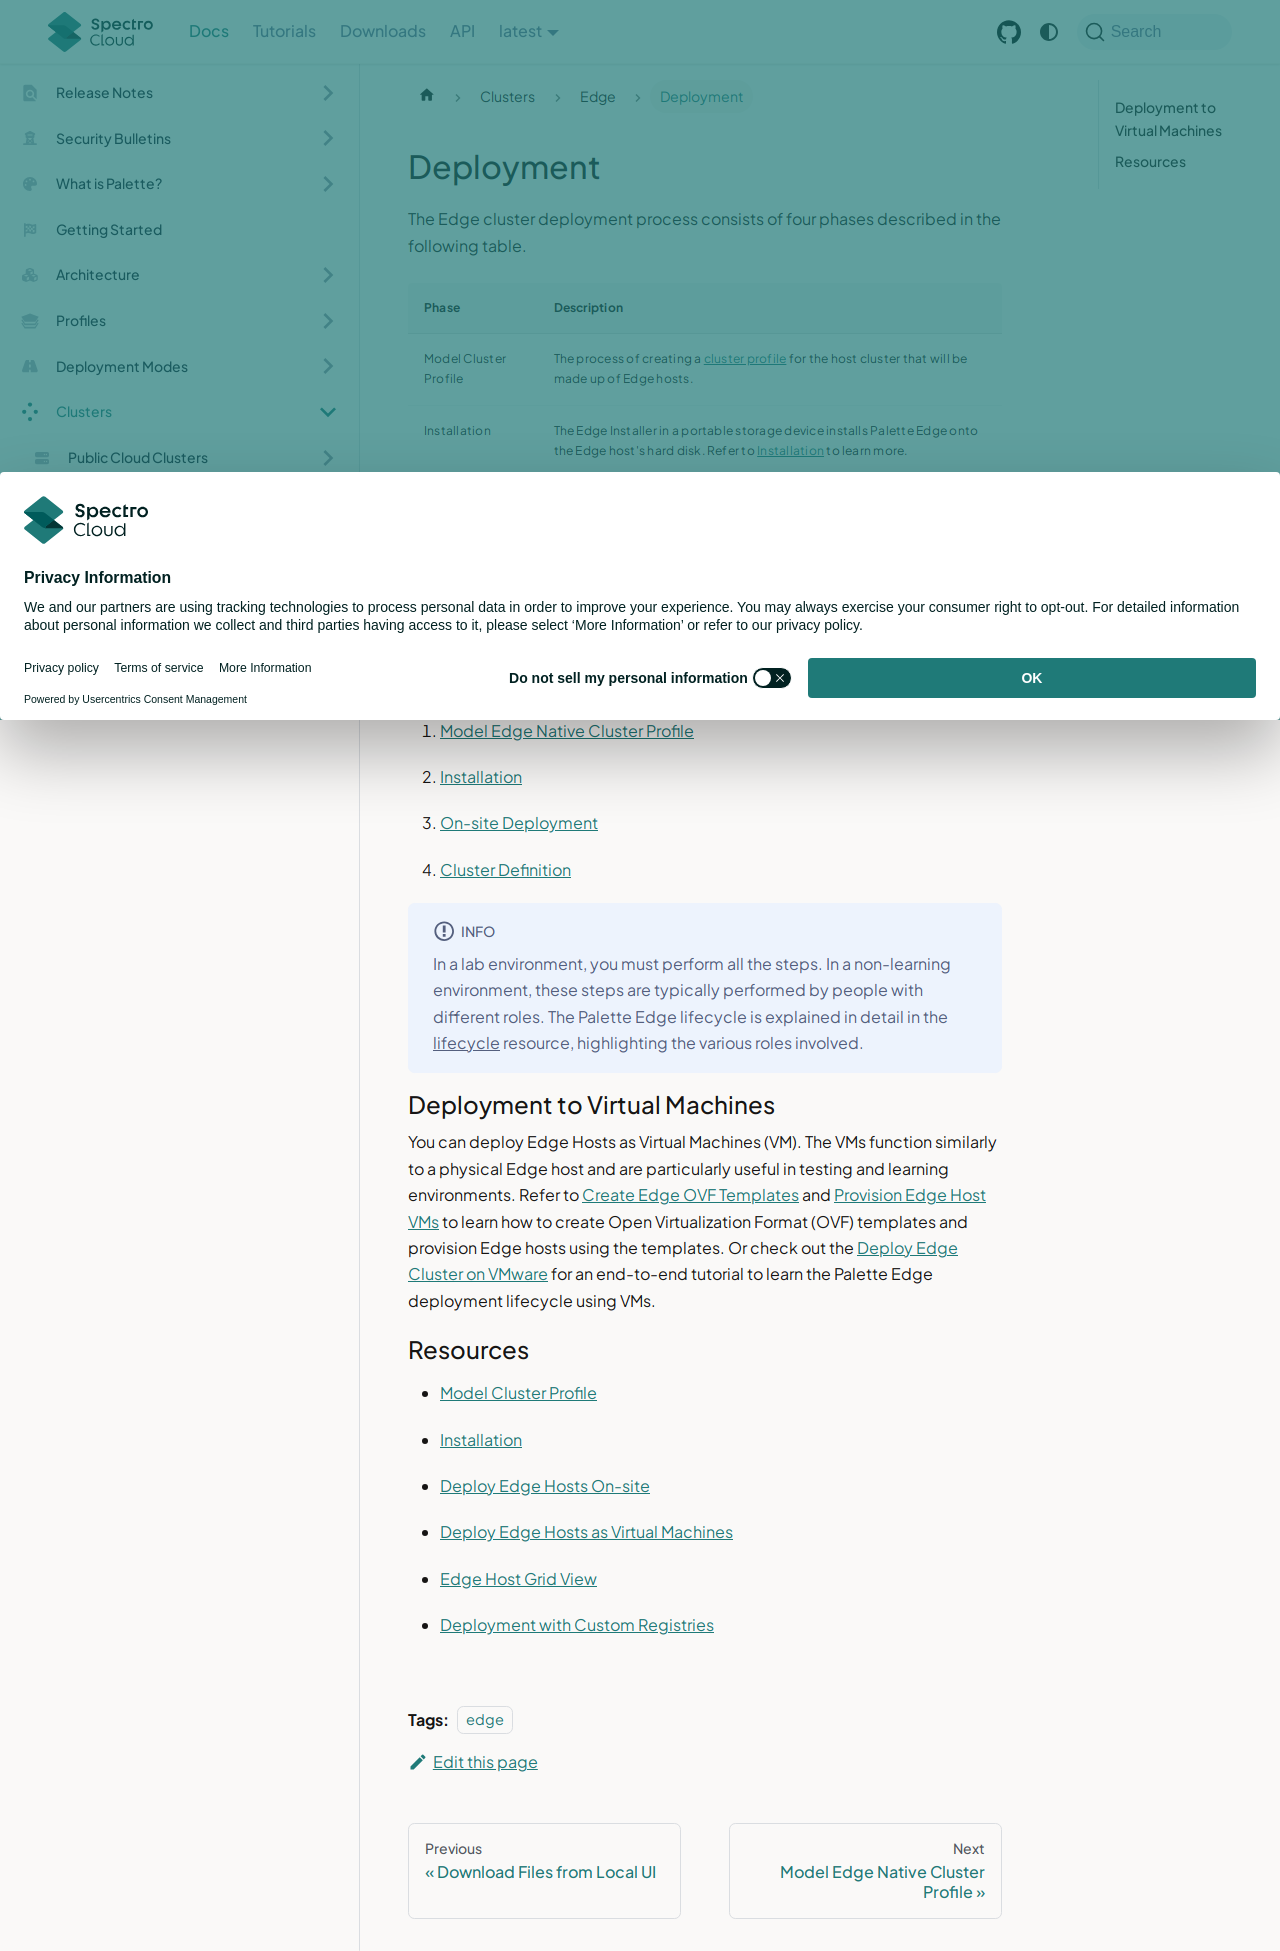 Spectro
Cloud
Docs
Tutorials
Downloads
API
latest
Search
Release Notes
Security Bulletins
What is Palette?
Getting Started
Architecture
Profiles
Deployment Modes
Clusters
Public Cloud Clusters
Clusters
Edge
Deployment
Deployment to
Virtual Machines
Resources
Deployment
The Edge cluster deployment process consists of four phases described in the
following table.
Phase
Description
Model Cluster
Profile
The process of creating a cluster profile for the host cluster that will be
made up of Edge hosts.
Installation
The Edge Installer in a portable storage device installs Palette Edge onto
the Edge host's hard disk. Refer to Installation to learn more.
Spectro
Cloud
Privacy Information
We and our partners are using tracking technologies to process personal data in order to improve your experience. You may always exercise your consumer right to opt-out. For detailed information
about personal information we collect and third parties having access to it, please select ‘More Information’ or refer to our privacy policy.
Privacy policy
Terms of service
More Information
Powered by Usercentrics Consent Management
Do not sell my personal information
OK
1. Model Edge Native Cluster Profile
2. Installation
3. On-site Deployment
4. Cluster Definition
INFO
In a lab environment, you must perform all the steps. In a non-learning
environment, these steps are typically performed by people with
different roles. The Palette Edge lifecycle is explained in detail in the
lifecycle resource, highlighting the various roles involved.
Deployment to Virtual Machines
You can deploy Edge Hosts as Virtual Machines (VM). The VMs function similarly
to a physical Edge host and are particularly useful in testing and learning
environments. Refer to Create Edge OVF Templates and Provision Edge Host
VMs to learn how to create Open Virtualization Format (OVF) templates and
provision Edge hosts using the templates. Or check out the Deploy Edge
Cluster on VMware for an end-to-end tutorial to learn the Palette Edge
deployment lifecycle using VMs.
Resources
Model Cluster Profile
Installation
Deploy Edge Hosts On-site
Deploy Edge Hosts as Virtual Machines
Edge Host Grid View
Deployment with Custom Registries
Tags: edge
Edit this page
Previous
« Download Files from Local UI
Next
Model Edge Native Cluster
Profile »